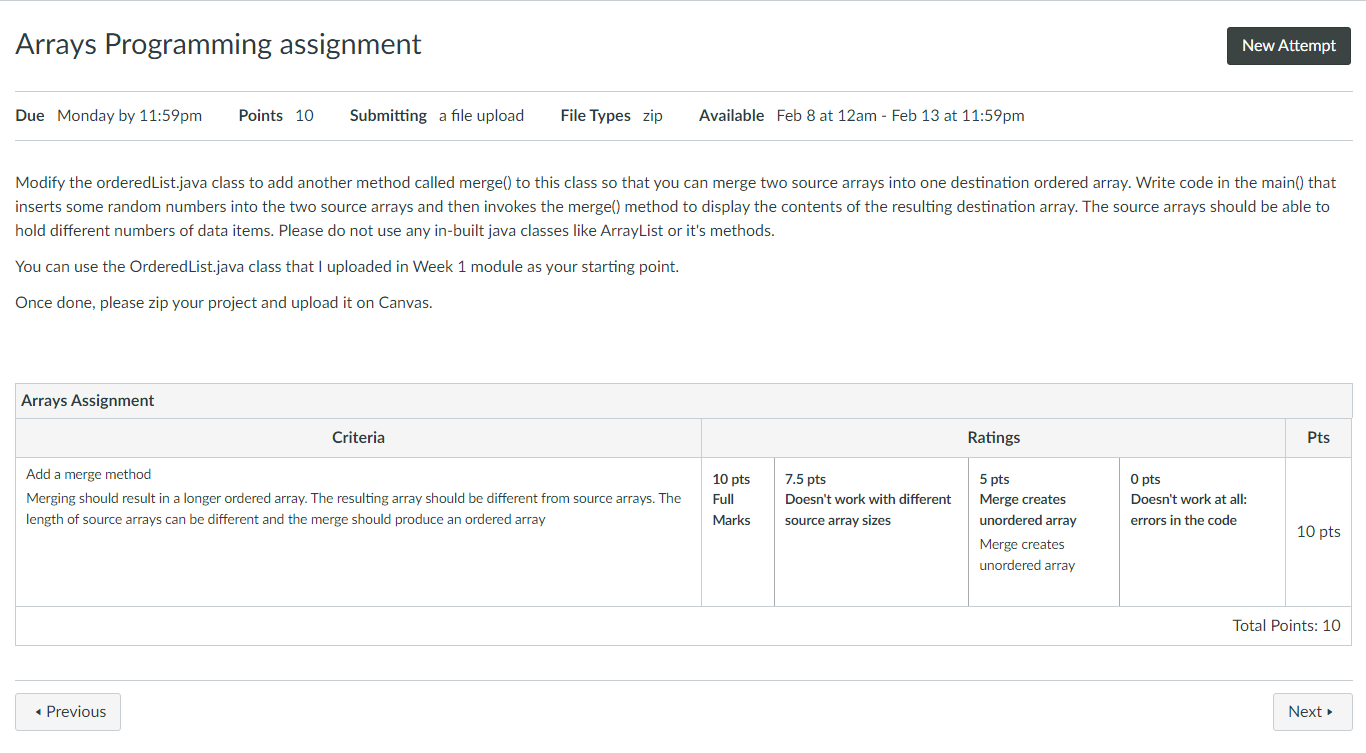 Arrays Programming assignment
New Attempt
Due Monday by 11:59pm Points 10 Submitting a file upload File Types zip Available Feb 8 at 12am - Feb 13 at 11:59pm
Modify the orderedList.java class to add another method called merge() to this class so that you can merge two source arrays into one destination ordered array. Write code in the main() that
inserts some random numbers into the two source arrays and then invokes the merge() method to display the contents of the resulting destination array. The source arrays should be able to
hold different numbers of data items. Please do not use any in-built java classes like ArrayList or it's methods.
You can use the OrderedList.java class that I uploaded in Week 1 module as your starting point.
Once done, please zip your project and upload it on Canvas.
Arrays Assignment
Criteria Ratings Pts
Add a merge method
Merging should result in a longer ordered array. The resulting array should be different from source arrays. The
length of source arrays can be different and the merge should produce an ordered array
10 pts
Full
Marks
7.5 pts
Doesn't work with different
source array sizes
5 pts
Merge creates
unordered array
Merge creates
unordered array
0 pts
Doesn't work at all:
errors in the code
10 pts
Total Points: 10
◂ Previous
Next ▸